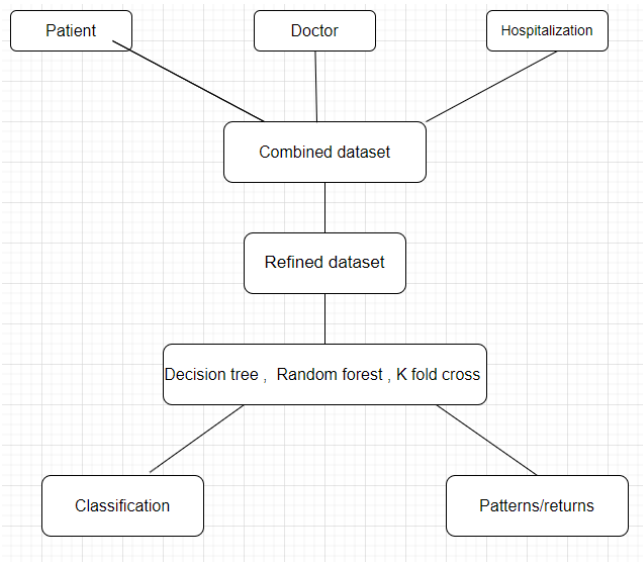 Patient
Doctor
Hospitalization
Combined dataset
Refined dataset
Decision tree , Random forest , K fold cross
Classification
Patterns/returns